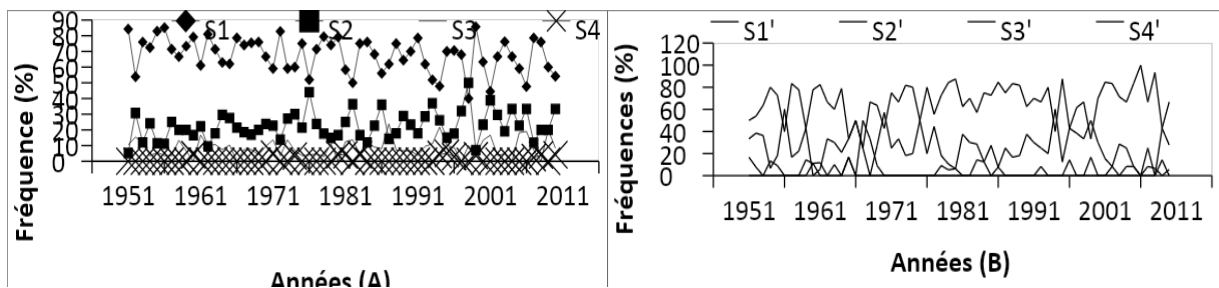 S1 S2 S3 S4
Fréquence (%)
90
80
70
60
50
40
30
20
10
0
1951 1961 1971 1981 1991 2001 2011
Années (A)
S1' S2' S3' S4'
Fréquences (%)
120
100
80
60
40
20
0
1951 1961 1971 1981 1991 2001 2011
Années (B)